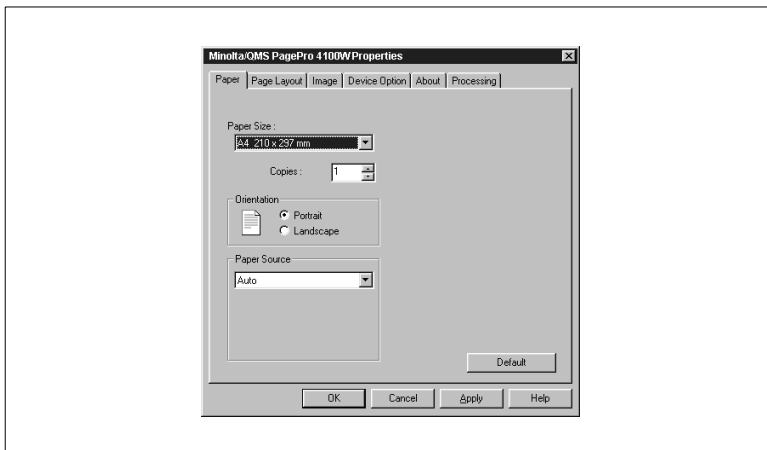 Minolta/QMS PagePro 4100W Properties
Paper Page Layout Image Device Option About Processing
Paper Size :
A4 210 x 297 mm
Copies : 1
Orientation
Portrait
Landscape
Paper Source
Auto
Default
OK Cancel Apply Help